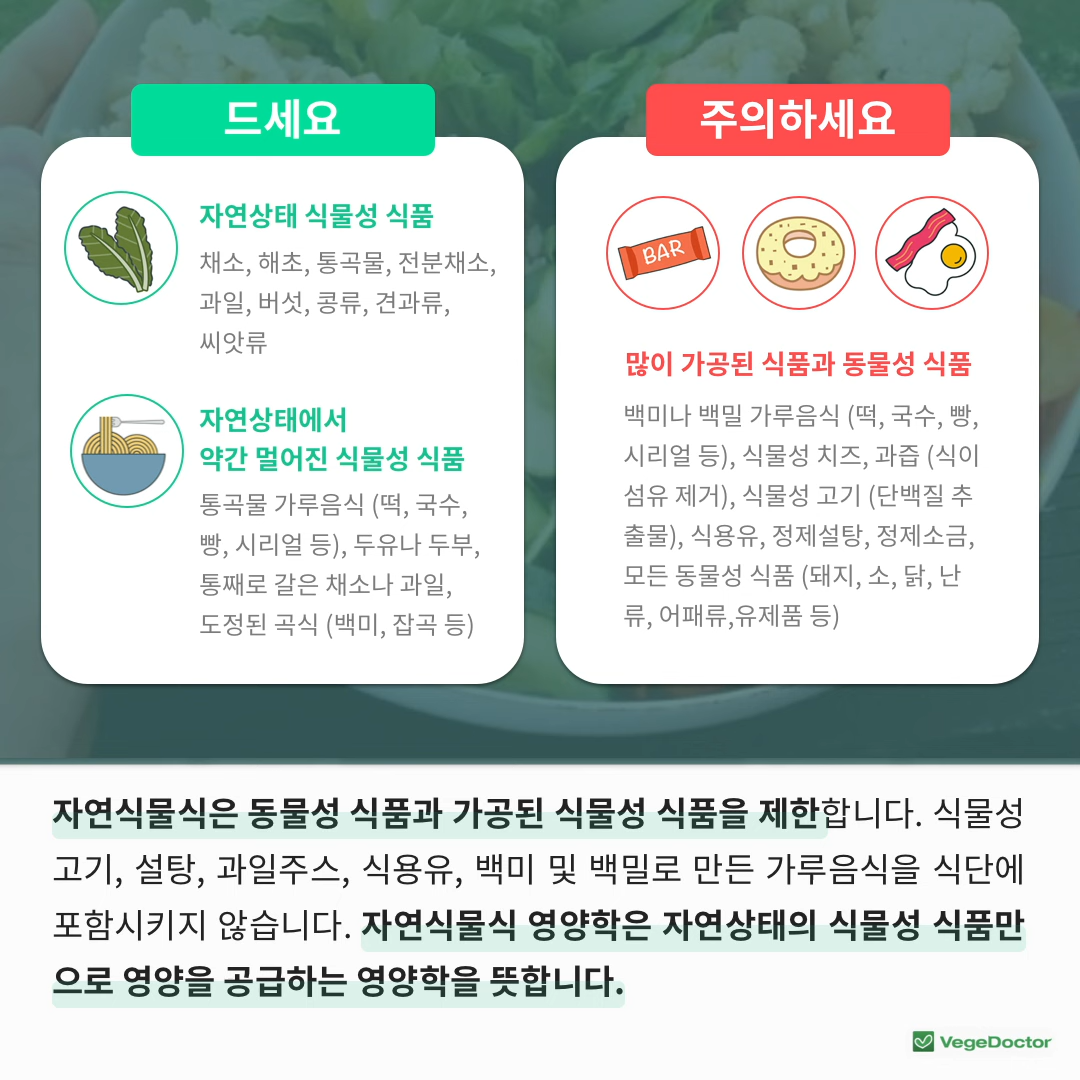 드세요
자연상태 식물성 식품
채소, 해초, 통곡물, 전분채소,
과일, 버섯, 콩류, 견과류,
씨앗류
자연상태에서
약간 멀어진 식물성 식품
통곡물 가루음식 (떡, 국수,
빵, 시리얼 등), 두유나 두부,
통째로 갈은 채소나 과일,
도정된 곡식 (백미, 잡곡 등)
주의하세요
BAR
많이 가공된 식품과 동물성 식품
백미나 백밀 가루음식 (떡, 국수, 빵,
시리얼 등), 식물성 치즈, 과즙 (식이
섬유 제거), 식물성 고기 (단백질 추
출물), 식용유, 정제설탕, 정제소금,
모든 동물성 식품 (돼지, 소, 닭, 난
류, 어패류,유제품 등)
자연식물식은 동물성 식품과 가공된 식물성 식품을 제한합니다. 식물성
고기, 설탕, 과일주스, 식용유, 백미 및 백밀로 만든 가루음식을 식단에
포함시키지 않습니다. 자연식물식 영양학은 자연상태의 식물성 식품만
으로 영양을 공급하는 영양학을 뜻합니다.
VegeDoctor